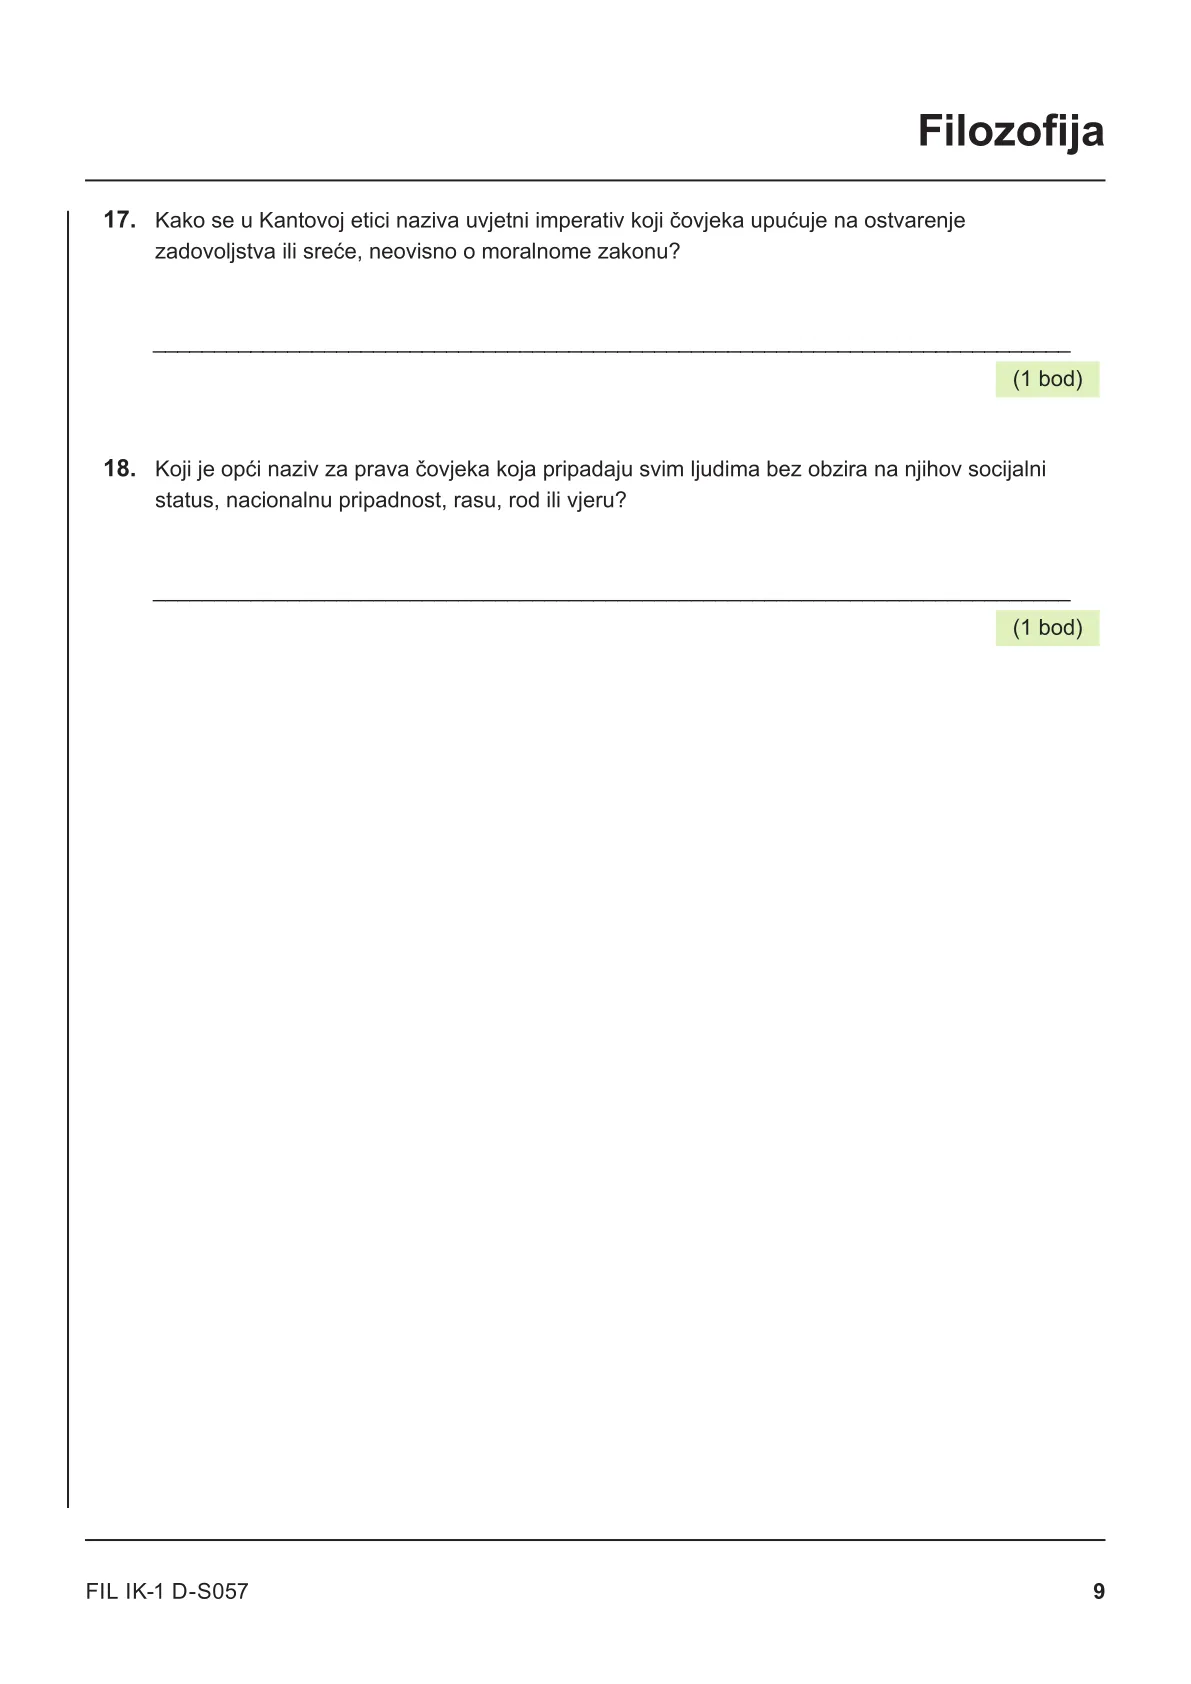 Filozofija
17. Kako se u Kantovoj etici naziva uvjetni imperativ koji čovjeka upućuje na ostvarenje
zadovoljstva ili sreće, neovisno o moralnome zakonu?
(1 bod)
18. Koji je opći naziv za prava čovjeka koja pripadaju svim ljudima bez obzira na njihov socijalni
status, nacionalnu pripadnost, rasu, rod ili vjeru?
(1 bod)
FIL IK-1 D-S057
9